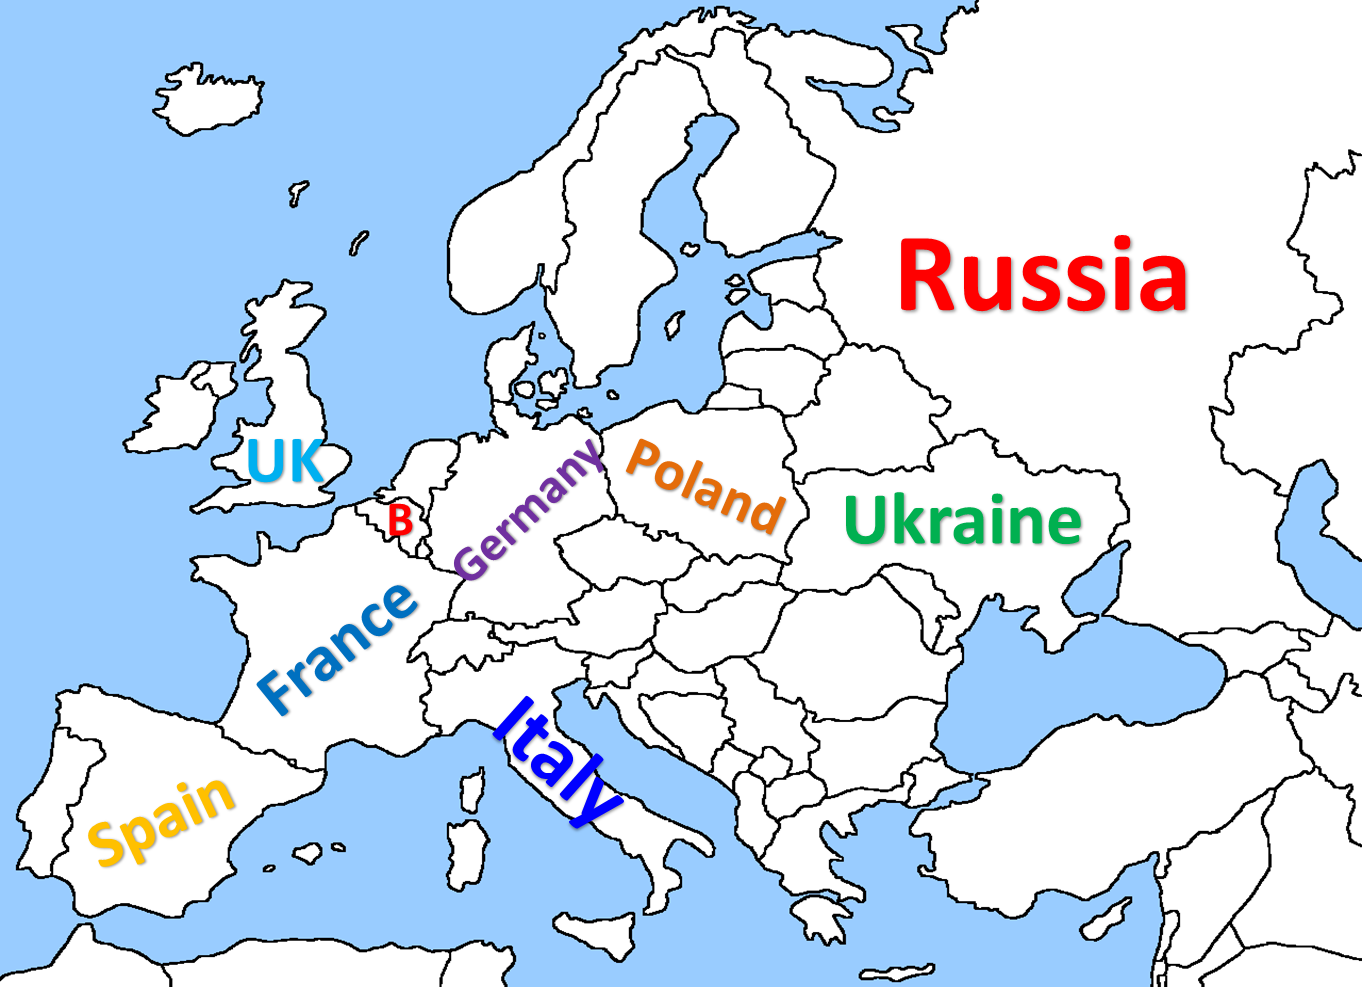 Russia
UK
Germany
Poland
B
Ukraine
France
Italy
Spain